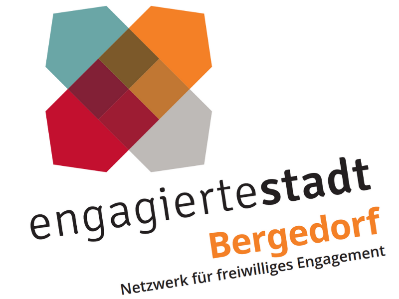 engagiertestadt
Bergedorf
Netzwerk für freiwilliges Engagement